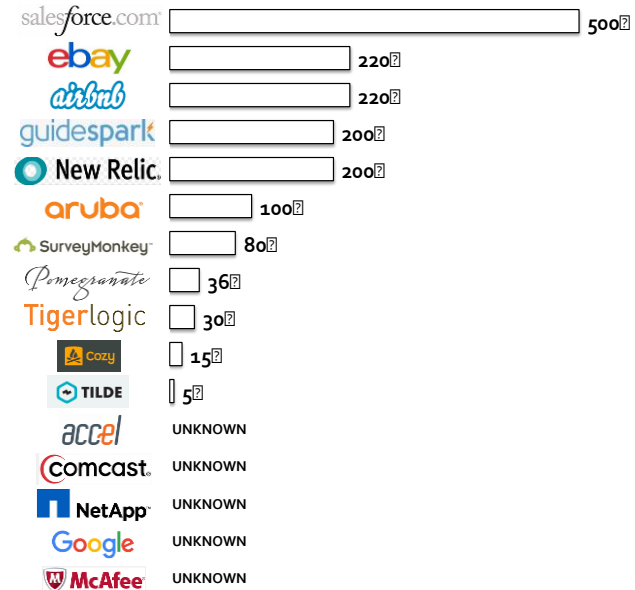 salesforce.com 500
ebay 220
airbnb 220
guidespark 200
New Relic. 200
aruba 100
SurveyMonkey 80
Pomegranate 36
Tigerlogic 30
Cozy 15
TILDE 5
accel UNKNOWN
comcast. UNKNOWN
NetApp UNKNOWN
Google UNKNOWN
McAfee UNKNOWN